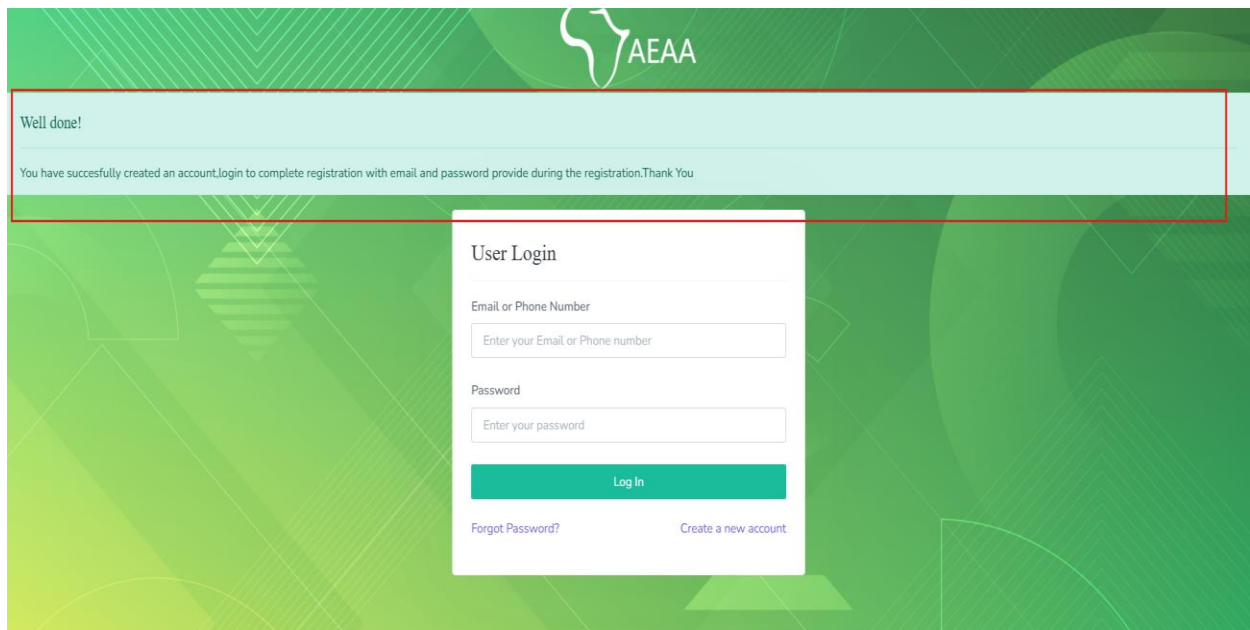 AEAA
Well done!
You have succesfully created an account,login to complete registration with email and password provide during the registration.Thank You
User Login
Email or Phone Number
Enter your Email or Phone number
Password
Enter your password
Log In
Forgot Password? Create a new account